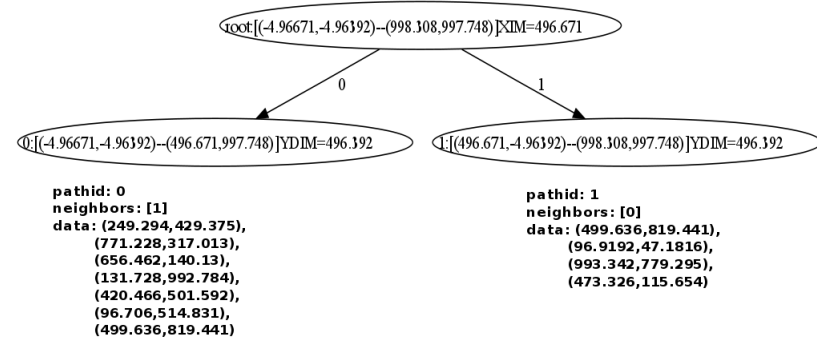 root:[(-4.96671,-4.96392)--(998.308,997.748)]XIM=496.671
0
1
0:[(-4.96671,-4.96392)--(496.671,997.748)]YDIM=496.392
1:[(496.671,-4.96392)--(998.308,997.748)]YDIM=496.392
pathid: 0
neighbors: [1]
data: (249.294,429.375),
(771.228,317.013),
(656.462,140.13),
(131.728,992.784),
(420.466,501.592),
(96.706,514.831),
(499.636,819.441)
pathid: 1
neighbors: [0]
data: (499.636,819.441),
(96.9192,47.1816),
(993.342,779.295),
(473.326,115.654)